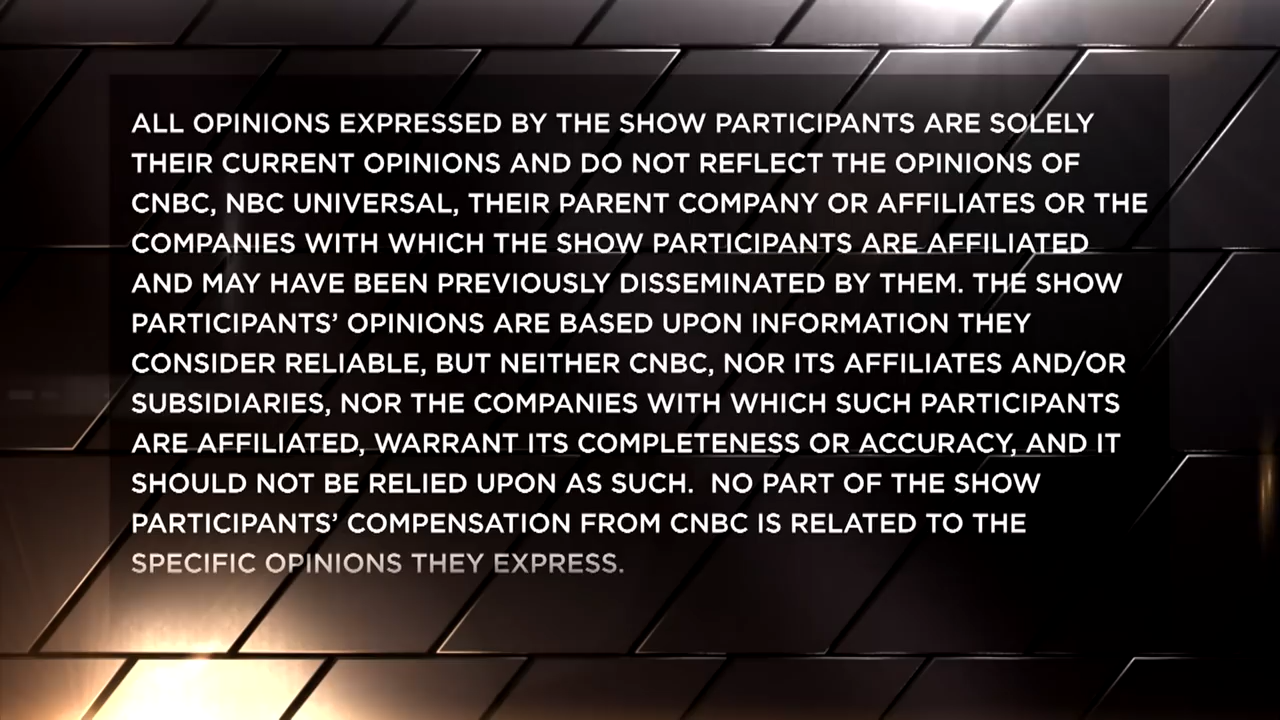 ALL OPINIONS EXPRESSED BY THE SHOW PARTICIPANTS ARE SOLELY
THEIR CURRENT OPINIONS AND DO NOT REFLECT THE OPINIONS OF
CNBC, NBC UNIVERSAL, THEIR PARENT COMPANY OR AFFILIATES OR THE
COMPANIES WITH WHICH THE SHOW PARTICIPANTS ARE AFFILIATED
AND MAY HAVE BEEN PREVIOUSLY DISSEMINATED BY THEM. THE SHOW
PARTICIPANTS’ OPINIONS ARE BASED UPON INFORMATION THEY
CONSIDER RELIABLE, BUT NEITHER CNBC, NOR ITS AFFILIATES AND/OR
SUBSIDIARIES, NOR THE COMPANIES WITH WHICH SUCH PARTICIPANTS
ARE AFFILIATED, WARRANT ITS COMPLETENESS OR ACCURACY, AND IT
SHOULD NOT BE RELIED UPON AS SUCH.  NO PART OF THE SHOW
PARTICIPANTS’ COMPENSATION FROM CNBC IS RELATED TO THE
SPECIFIC OPINIONS THEY EXPRESS.